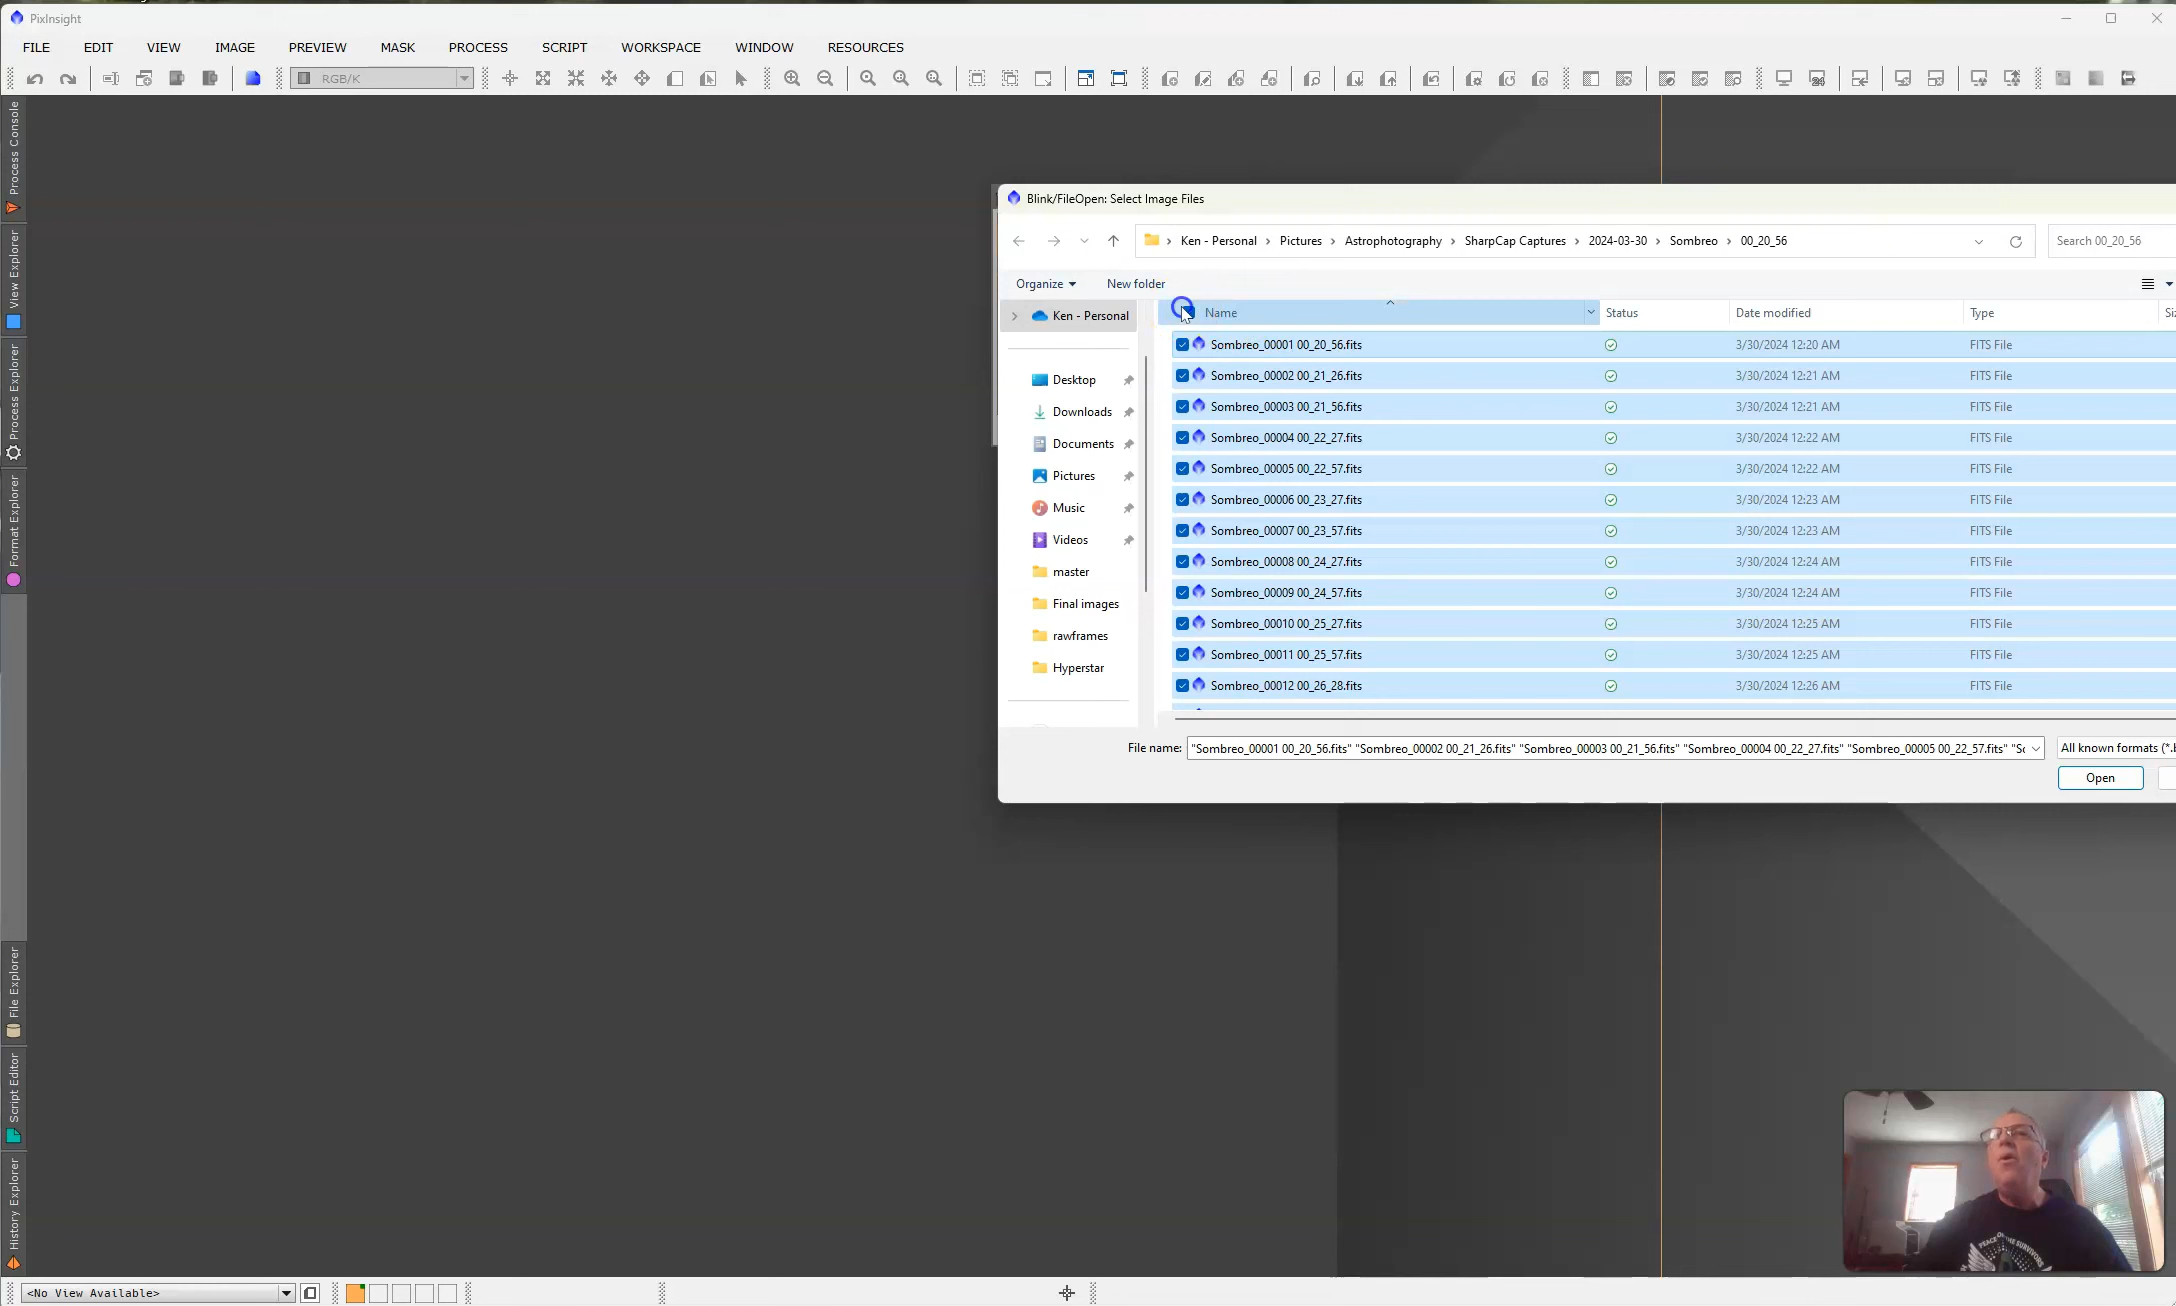 PixInsight
FILE EDIT VIEW IMAGE PREVIEW MASK PROCESS SCRIPT WORKSPACE WINDOW RESOURCES
RGB/K
24
Process Console
View Explorer
Process Explorer
Format Explorer
File Explorer
Script Editor
History Explorer
Blink/FileOpen: Select Image Files
Ken - Personal > Pictures > Astrophotography > SharpCap Captures > 2024-03-30 > Sombreo > 00_20_56
Search 00_20_56
Organize New folder
Ken - Personal
Desktop
Downloads
Documents
Pictures
Music
Videos
master
Final images
rawframes
Hyperstar
Name Status Date modified Type
Sombreo_00001 00_20_56.fits 3/30/2024 12:20 AM FITS File
Sombreo_00002 00_21_26.fits 3/30/2024 12:21 AM FITS File
Sombreo_00003 00_21_56.fits 3/30/2024 12:21 AM FITS File
Sombreo_00004 00_22_27.fits 3/30/2024 12:22 AM FITS File
Sombreo_00005 00_22_57.fits 3/30/2024 12:22 AM FITS File
Sombreo_00006 00_23_27.fits 3/30/2024 12:23 AM FITS File
Sombreo_00007 00_23_57.fits 3/30/2024 12:23 AM FITS File
Sombreo_00008 00_24_27.fits 3/30/2024 12:24 AM FITS File
Sombreo_00009 00_24_57.fits 3/30/2024 12:24 AM FITS File
Sombreo_00010 00_25_27.fits 3/30/2024 12:25 AM FITS File
Sombreo_00011 00_25_57.fits 3/30/2024 12:25 AM FITS File
Sombreo_00012 00_26_28.fits 3/30/2024 12:26 AM FITS File
File name: "Sombreo_00001 00_20_56.fits" "Sombreo_00002 00_21_26.fits" "Sombreo_00003 00_21_56.fits" "Sombreo_00004 00_22_27.fits" "Sombreo_00005 00_22_57.fits" "Sc
All known formats (*.b
Open
PEACE SURVIVORS
<No View Available>